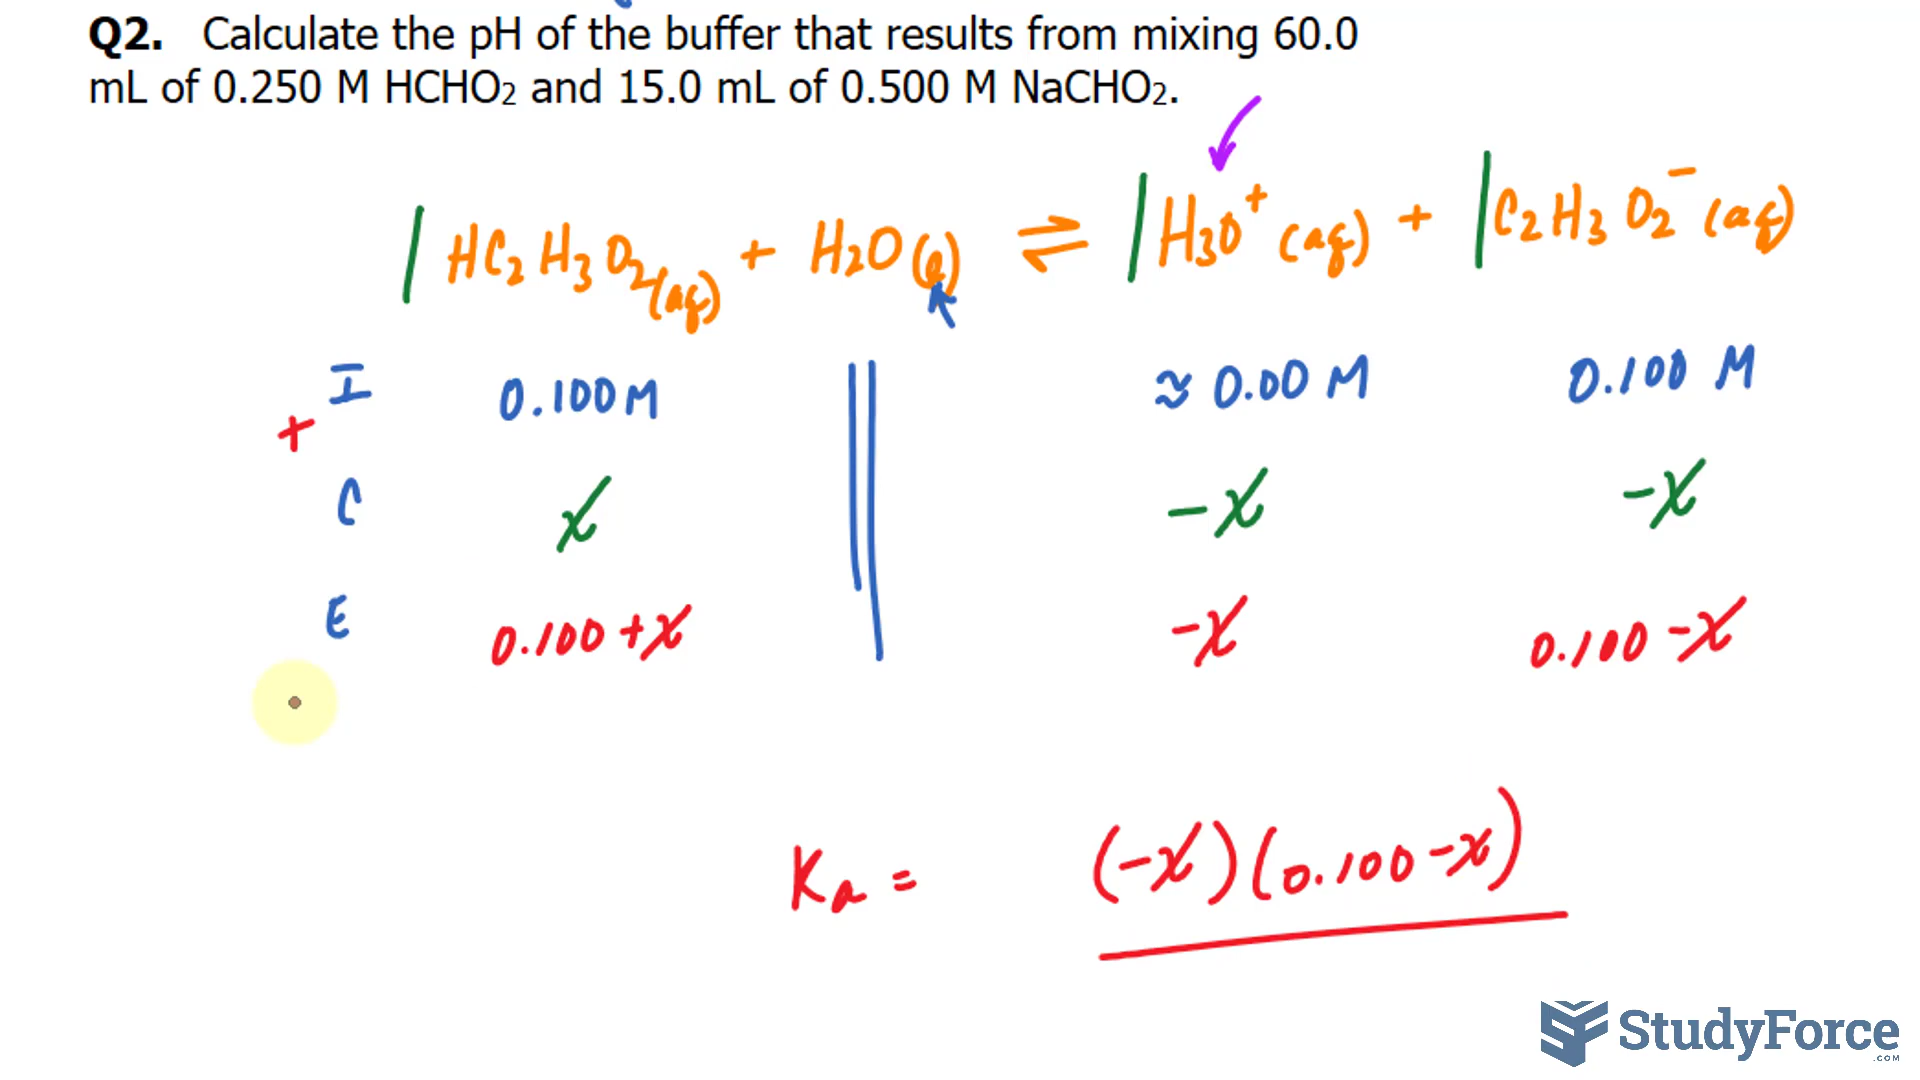 Q2. Calculate the pH of the buffer that results from mixing 60.0
mL of 0.250 M HCHO₂ and 15.0 mL of 0.500 M NaCHO₂.
| HC₂H₃O₂(aq) + H₂O(l) ⇌ | H₃O⁺(aq) + | C₂H₃O₂⁻(aq)
I 0.100 M || ≈ 0.00 M 0.100 M
+
C x -x -x
E 0.100 + x -x 0.100 - x
Ka = (-x)(0.100 - x)
StudyForce
.COM